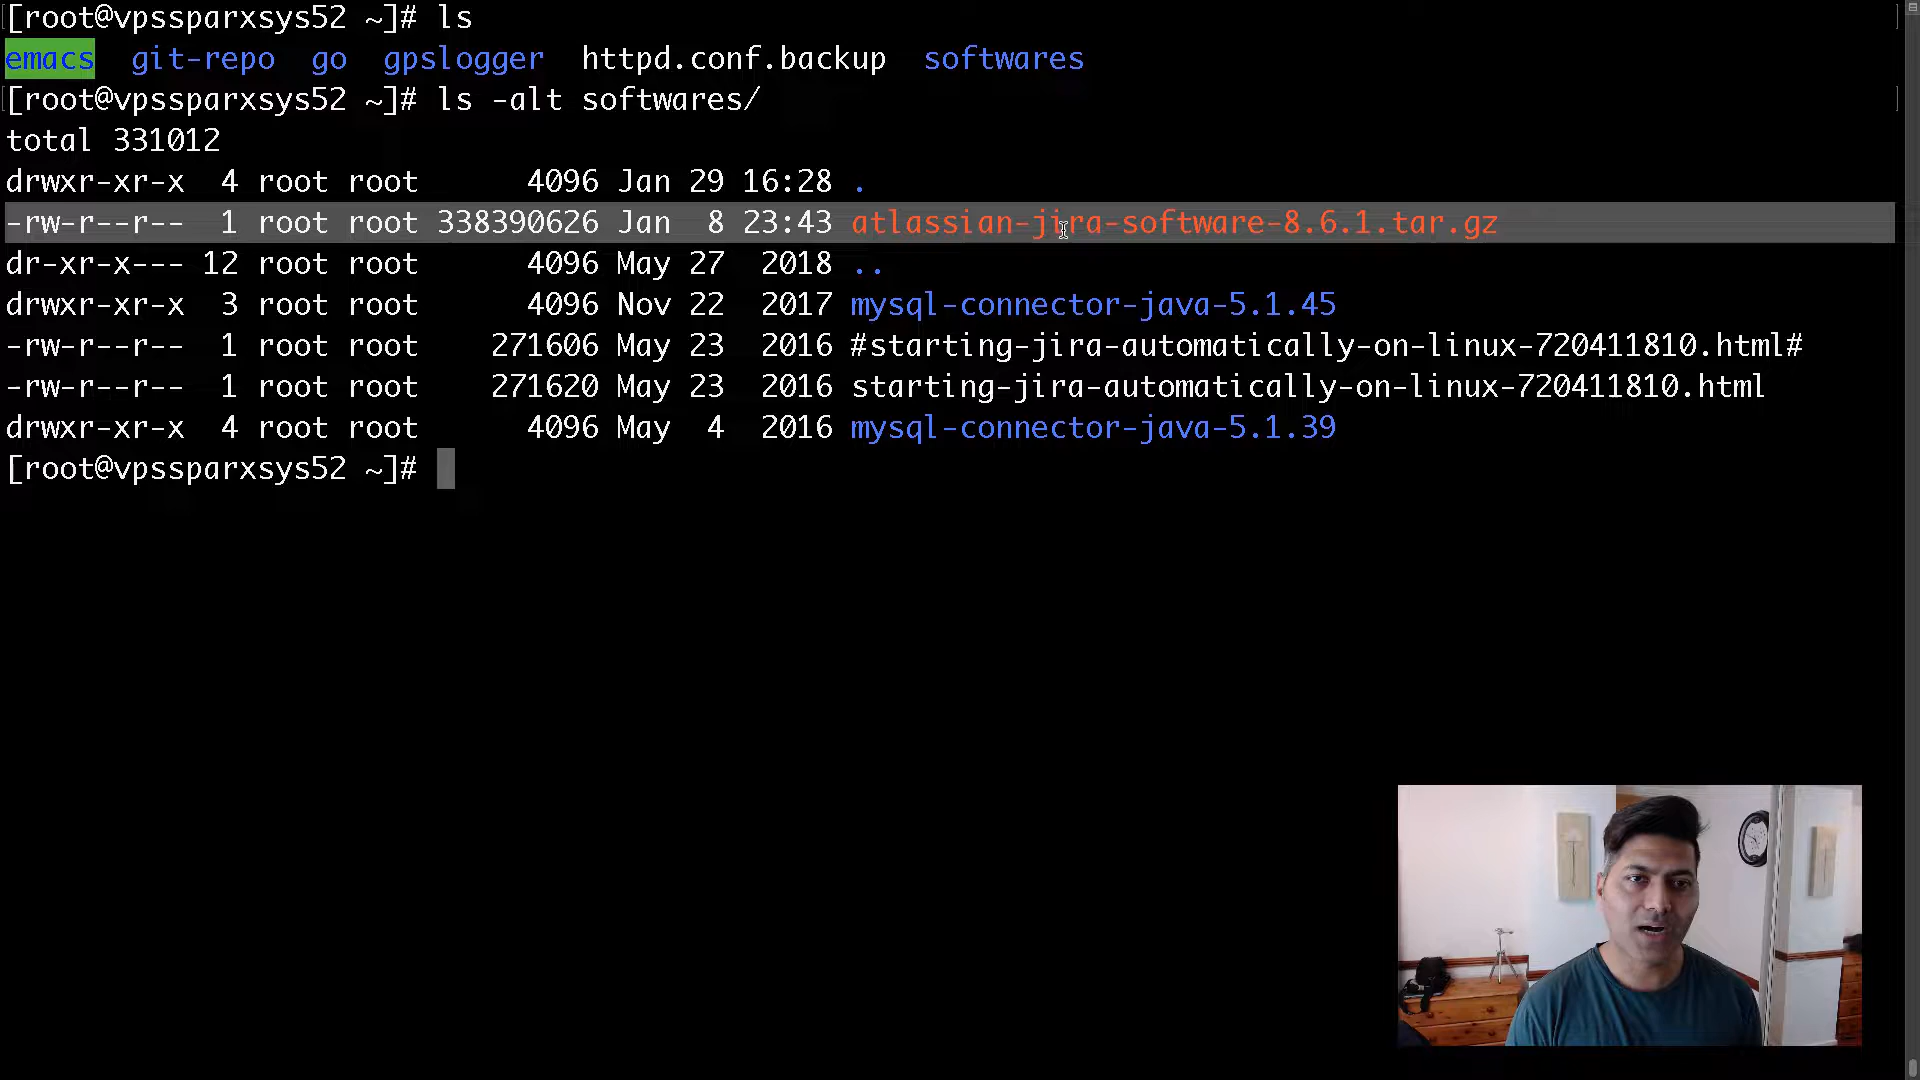 [root@vpssparxsys52 ~]# ls
emacs git-repo go gpslogger httpd.conf.backup softwares
[root@vpssparxsys52 ~]# ls -alt softwares/
total 331012
drwxr-xr-x 4 root root 4096 Jan 29 16:28 .
-rw-r--r-- 1 root root 338390626 Jan 8 23:43 atlassian-jira-software-8.6.1.tar.gz
dr-xr-x--- 12 root root 4096 May 27 2018 ..
drwxr-xr-x 3 root root 4096 Nov 22 2017 mysql-connector-java-5.1.45
-rw-r--r-- 1 root root 271606 May 23 2016 #starting-jira-automatically-on-linux-720411810.html#
-rw-r--r-- 1 root root 271620 May 23 2016 starting-jira-automatically-on-linux-720411810.html
drwxr-xr-x 4 root root 4096 May 4 2016 mysql-connector-java-5.1.39
[root@vpssparxsys52 ~]#